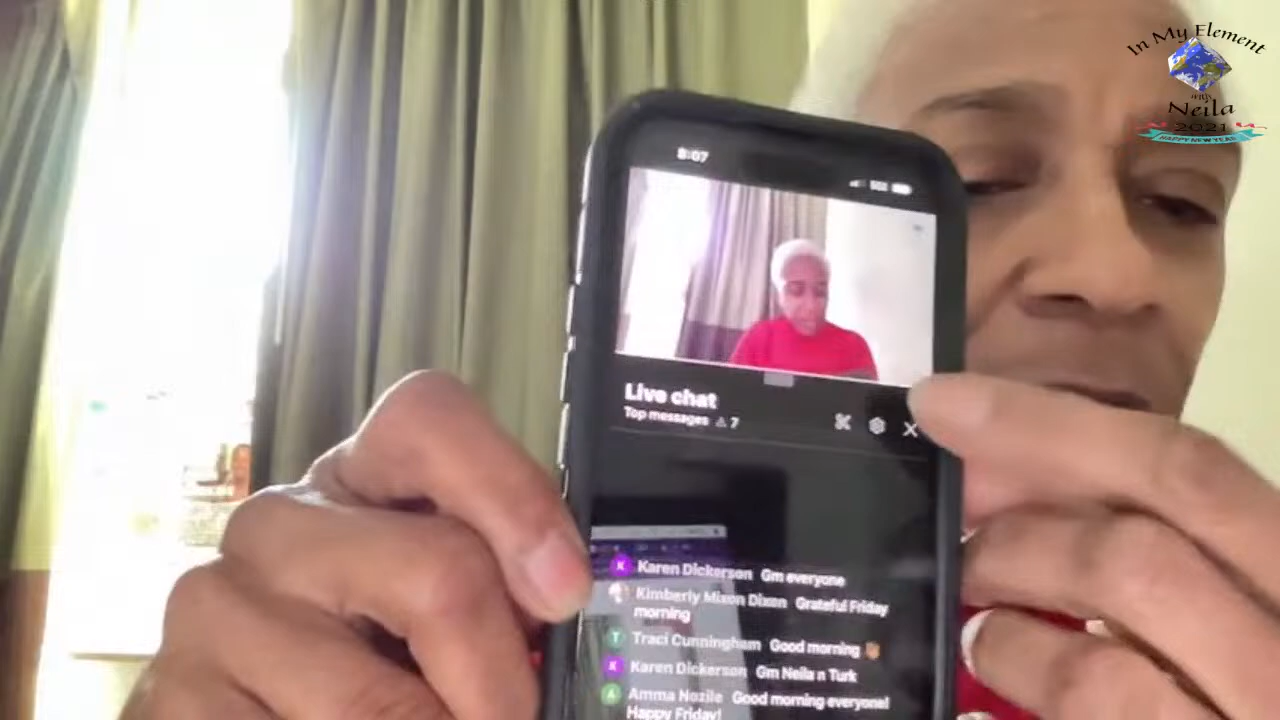 In My Element
with
Neila
2021
HAPPY NEW YEAR
8:07
Live chat
Top messages 7
K Karen Dickerson Gm everyone
Kimberly Mixon Dixon Grateful Friday
morning
T Traci Cunningham Good morning
K Karen Dickerson Gm Neila n Turk
A Amma Nozile Good morning everyone!
Happy Friday!